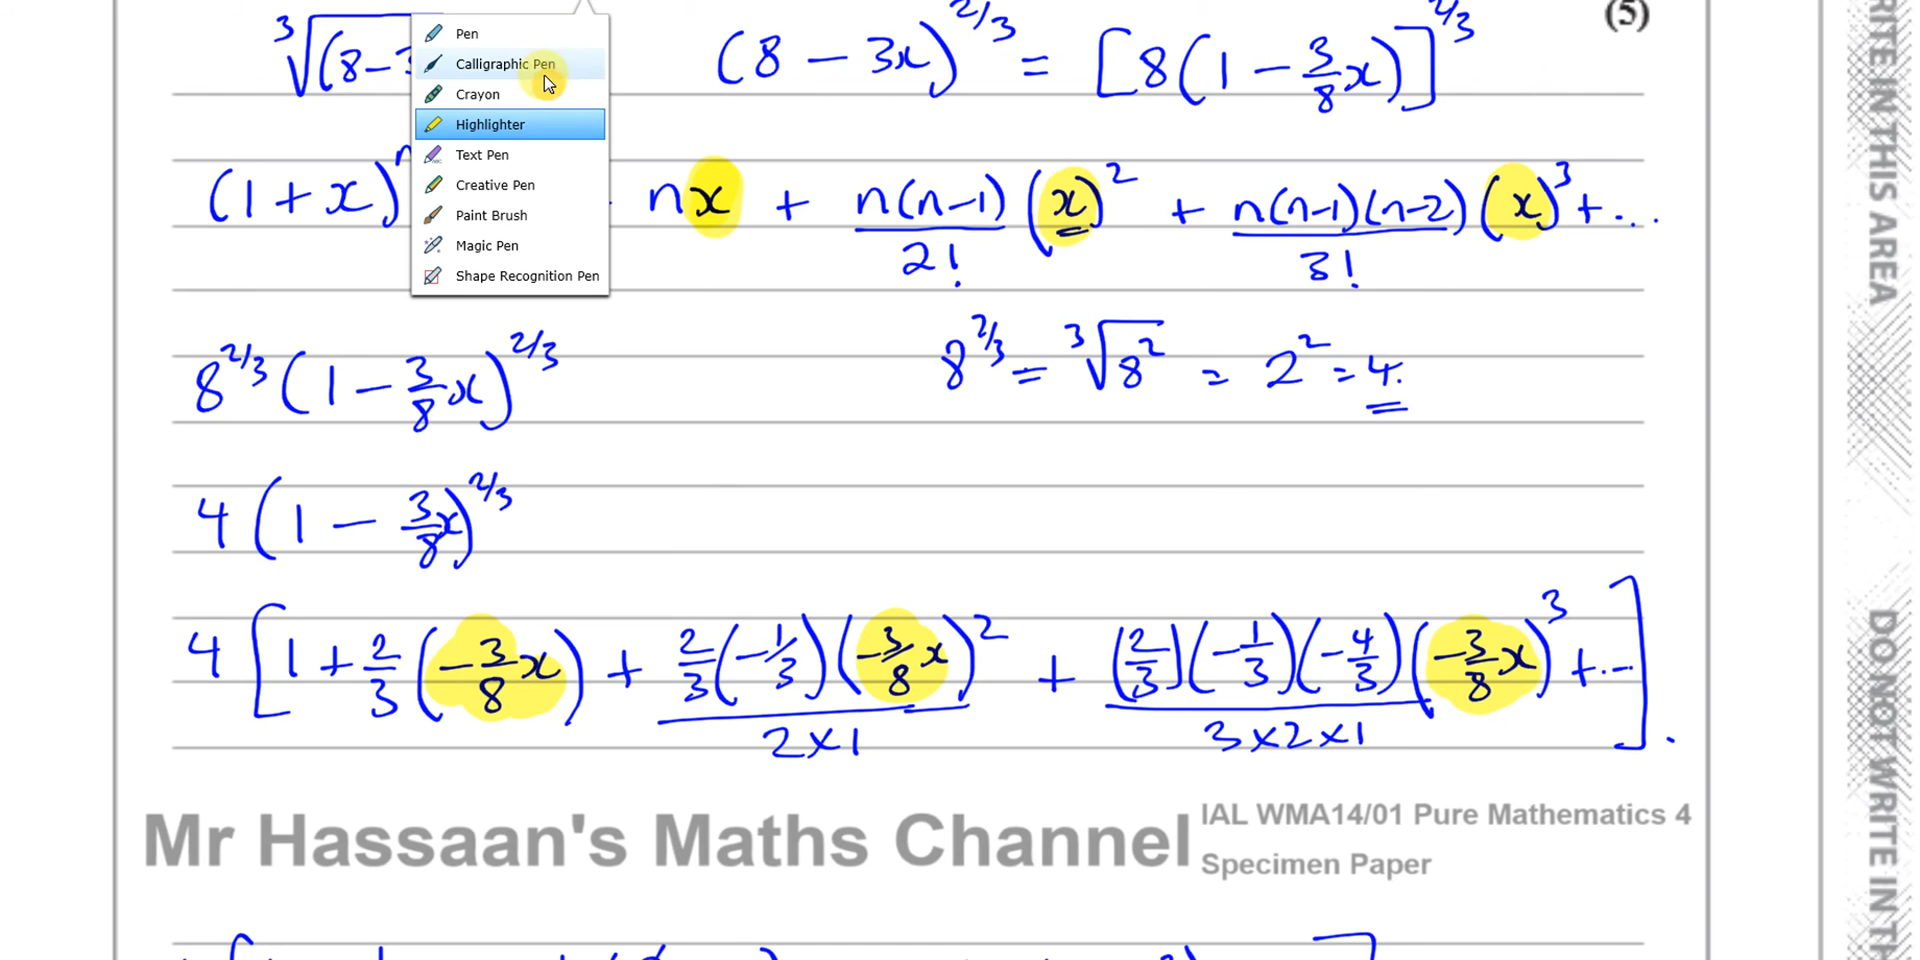 (5)
∛(8-3
(8 - 3x)^2/3 = [8(1 - 3/8 x)]^2/3
Pen
Calligraphic Pen
Crayon
Highlighter
Text Pen
Creative Pen
Paint Brush
Magic Pen
Shape Recognition Pen
(1+x)^n nx + n(n-1)/2! (x)^2 + n(n-1)(n-2)/3! (x)^3 + ...
8^2/3 (1 - 3/8 x)^2/3
8^2/3 = ∛8^2 = 2^2 = 4.
4 (1 - 3/8 x)^2/3
4 [1 + 2/3 (-3/8 x) + 2/3 (-1/3)(-3/8 x)^2 / 2×1 + (2/3)(-1/3)(-4/3)(-3/8 x)^3 / 3×2×1 + ...].
Mr Hassaan's Maths Channel
IAL WMA14/01 Pure Mathematics 4
Specimen Paper
WRITE IN THIS AREA
DO NOT WRITE IN TH